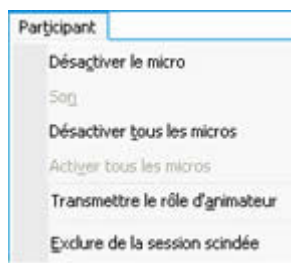 Participant
Désactiver le micro
Son
Désactiver tous les micros
Activer tous les micros
Transmettre le rôle d'animateur
Exclure de la session scindée